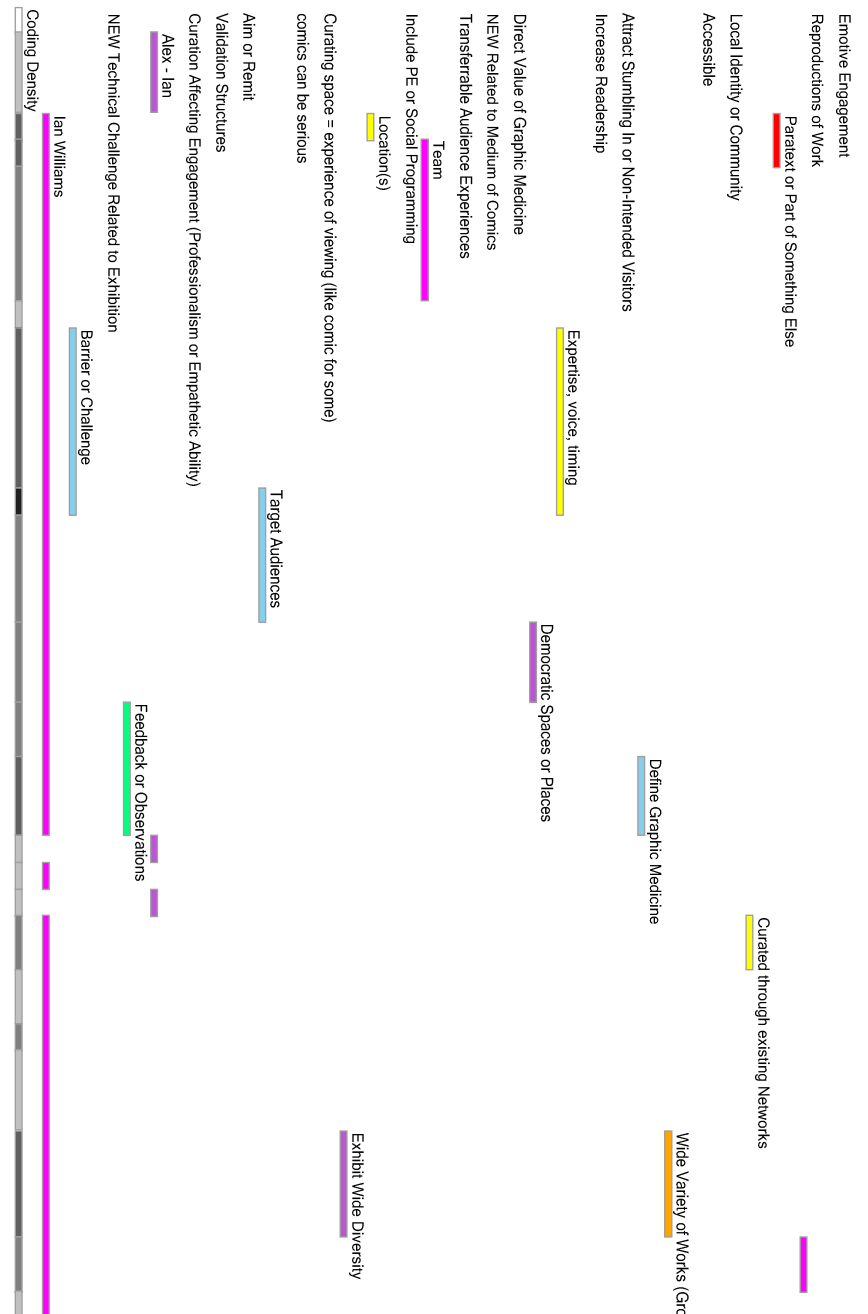 Emotive Engagement
Reproductions of Work
Paratext or Part of Something Else
Curated through existing Networks
Local Identity or Community
Accessible
Wide Variety of Works (Gro
Define Graphic Medicine
Attract Stumbling In or Non-Intended Visitors
Increase Readership
Expertise, voice, timing
Democratic Spaces or Places
Direct Value of Graphic Medicine
NEW Related to Medium of Comics
Transferrable Audience Experiences
Team
Include PE or Social Programming
Location(s)
Exhibit Wide Diversity
Curating space = experience of viewing (like comic for some)
comics can be serious
Target Audiences
Aim or Remit
Validation Structures
Curation Affecting Engagement (Professionalism or Empathetic Ability)
Alex - Ian
Feedback or Observations
NEW Technical Challenge Related to Exhibition
Barrier or Challenge
Ian Williams
Coding Density